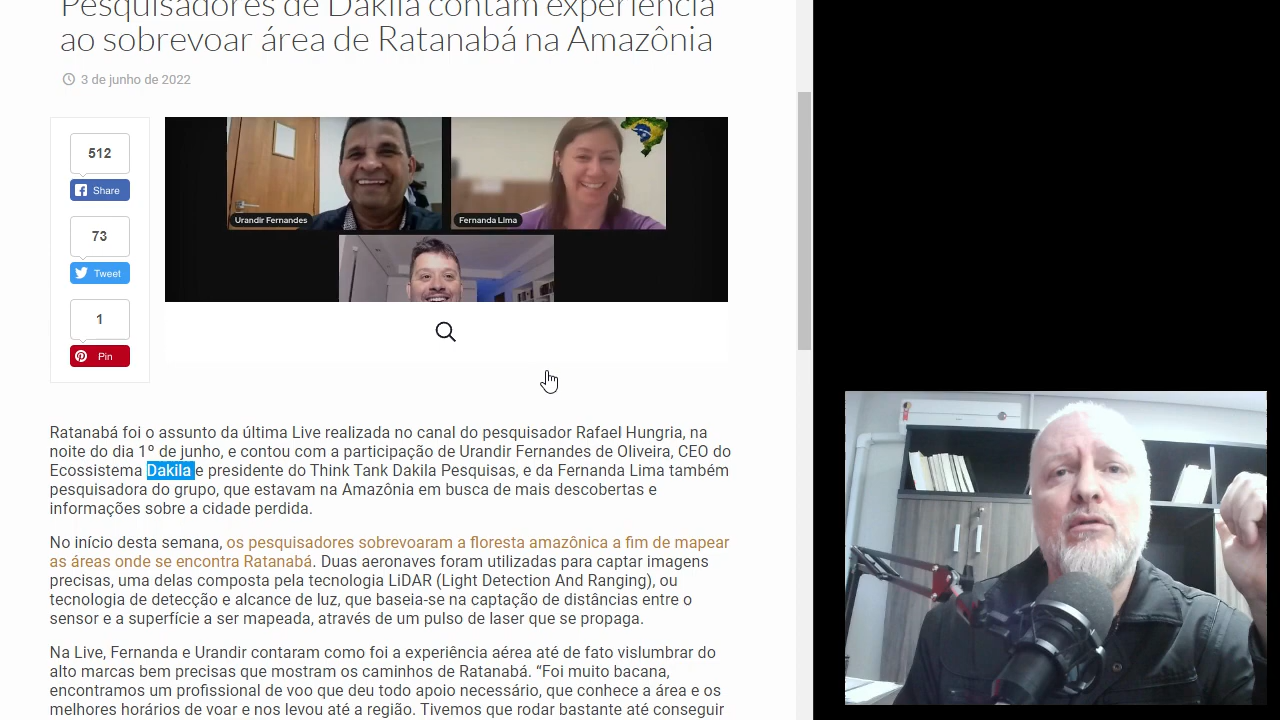 Pesquisadores de Dakila contam experiência
ao sobrevoar área de Ratanabá na Amazônia
3 de junho de 2022
512
Share
73
Tweet
1
Pin
Urandir Fernandes
Fernanda Lima
Ratanabá foi o assunto da última Live realizada no canal do pesquisador Rafael Hungria, na
noite do dia 1º de junho, e contou com a participação de Urandir Fernandes de Oliveira, CEO do
Ecossistema Dakila e presidente do Think Tank Dakila Pesquisas, e da Fernanda Lima também
pesquisadora do grupo, que estavam na Amazônia em busca de mais descobertas e
informações sobre a cidade perdida.
No início desta semana, os pesquisadores sobrevoaram a floresta amazônica a fim de mapear
as áreas onde se encontra Ratanabá. Duas aeronaves foram utilizadas para captar imagens
precisas, uma delas composta pela tecnologia LiDAR (Light Detection And Ranging), ou
tecnologia de detecção e alcance de luz, que baseia-se na captação de distâncias entre o
sensor e a superfície a ser mapeada, através de um pulso de laser que se propaga.
Na Live, Fernanda e Urandir contaram como foi a experiência aérea até de fato vislumbrar do
alto marcas bem precisas que mostram os caminhos de Ratanabá. “Foi muito bacana,
encontramos um profissional de voo que deu todo apoio necessário, que conhece a área e os
melhores horários de voar e nos levou até a região. Tivemos que rodar bastante até conseguir